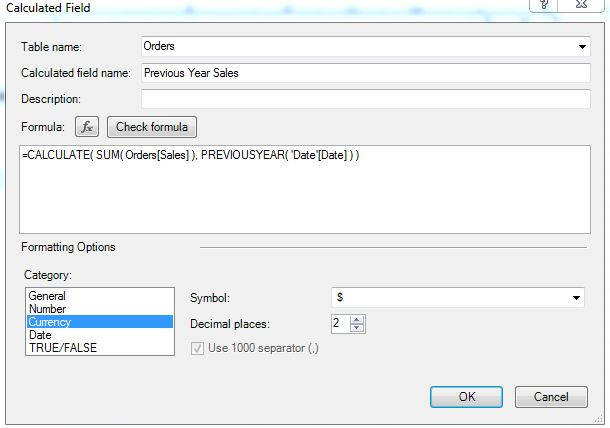 Calculated Field
?
Table name: Orders
Calculated field name: Previous Year Sales
Description:
Formula: fx Check formula
=CALCULATE( SUM( Orders[Sales] ), PREVIOUSYEAR( 'Date'[Date] ) )
Formatting Options
Category:
General
Number
Currency
Date
TRUE/FALSE
Symbol: $
Decimal places: 2
Use 1000 separator (,)
OK Cancel